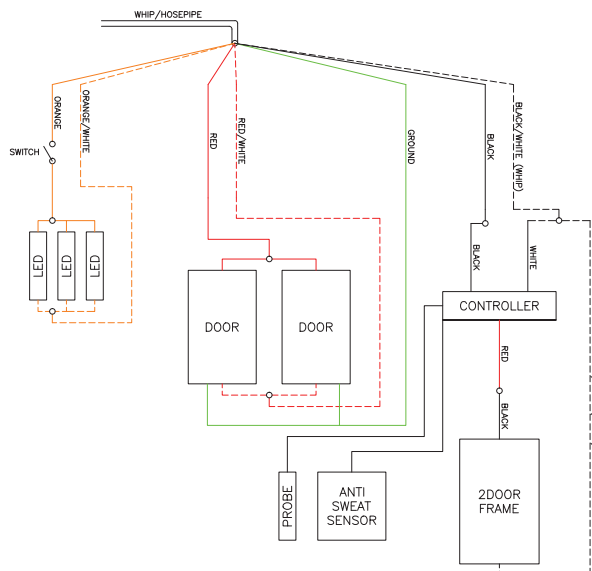 WHIP/HOSEPIPE
ORANGE
ORANGE/WHITE
SWITCH
RED
RED/WHITE
GROUND
BLACK
BLACK/WHITE (WHIP)
LED
LED
LED
BLACK
WHITE
DOOR
DOOR
CONTROLLER
RED
BLACK
PROBE
ANTI
SWEAT
SENSOR
2DOOR
FRAME